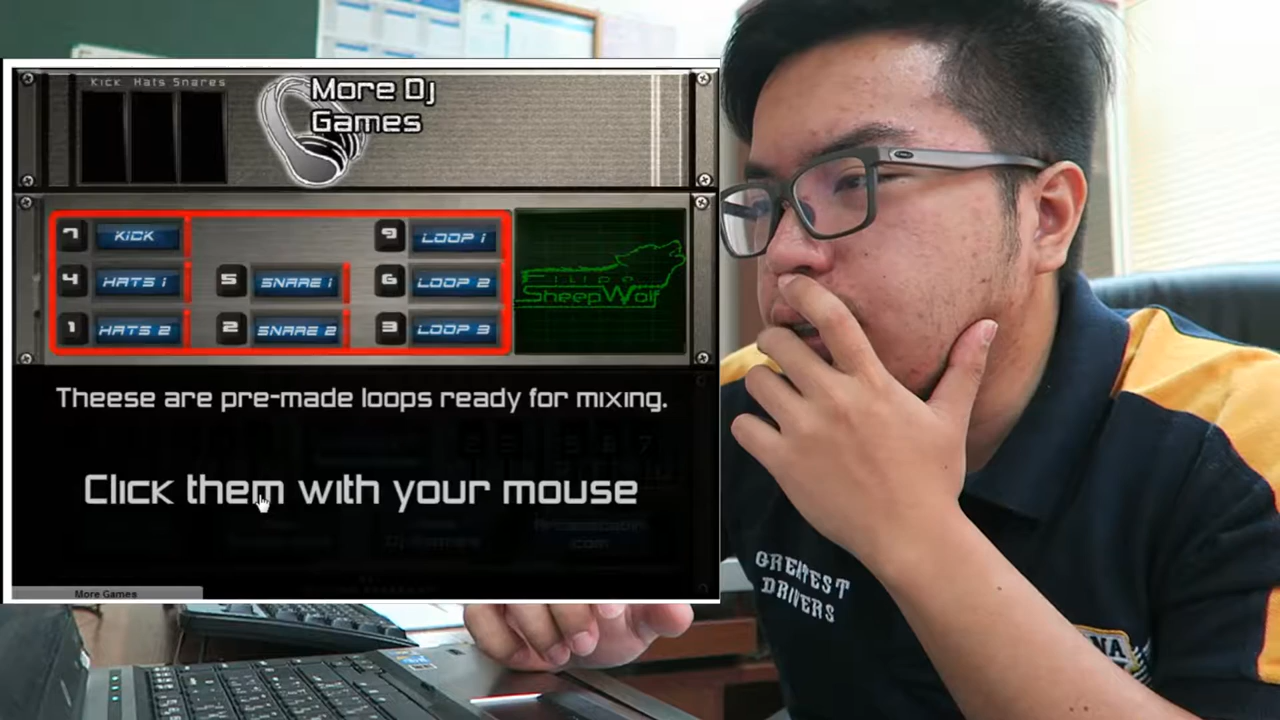 Kick Hats Snares
More Dj
Games
7 KICK
9 LOOP 1
4 HATS 1
5 SNARE 1
6 LOOP 2
1 HATS 2
2 SNARE 2
3 LOOP 3
SheepWolf
Theese are pre-made loops ready for mixing.
Click them with your mouse
More Games
GREATEST
DRIVERS